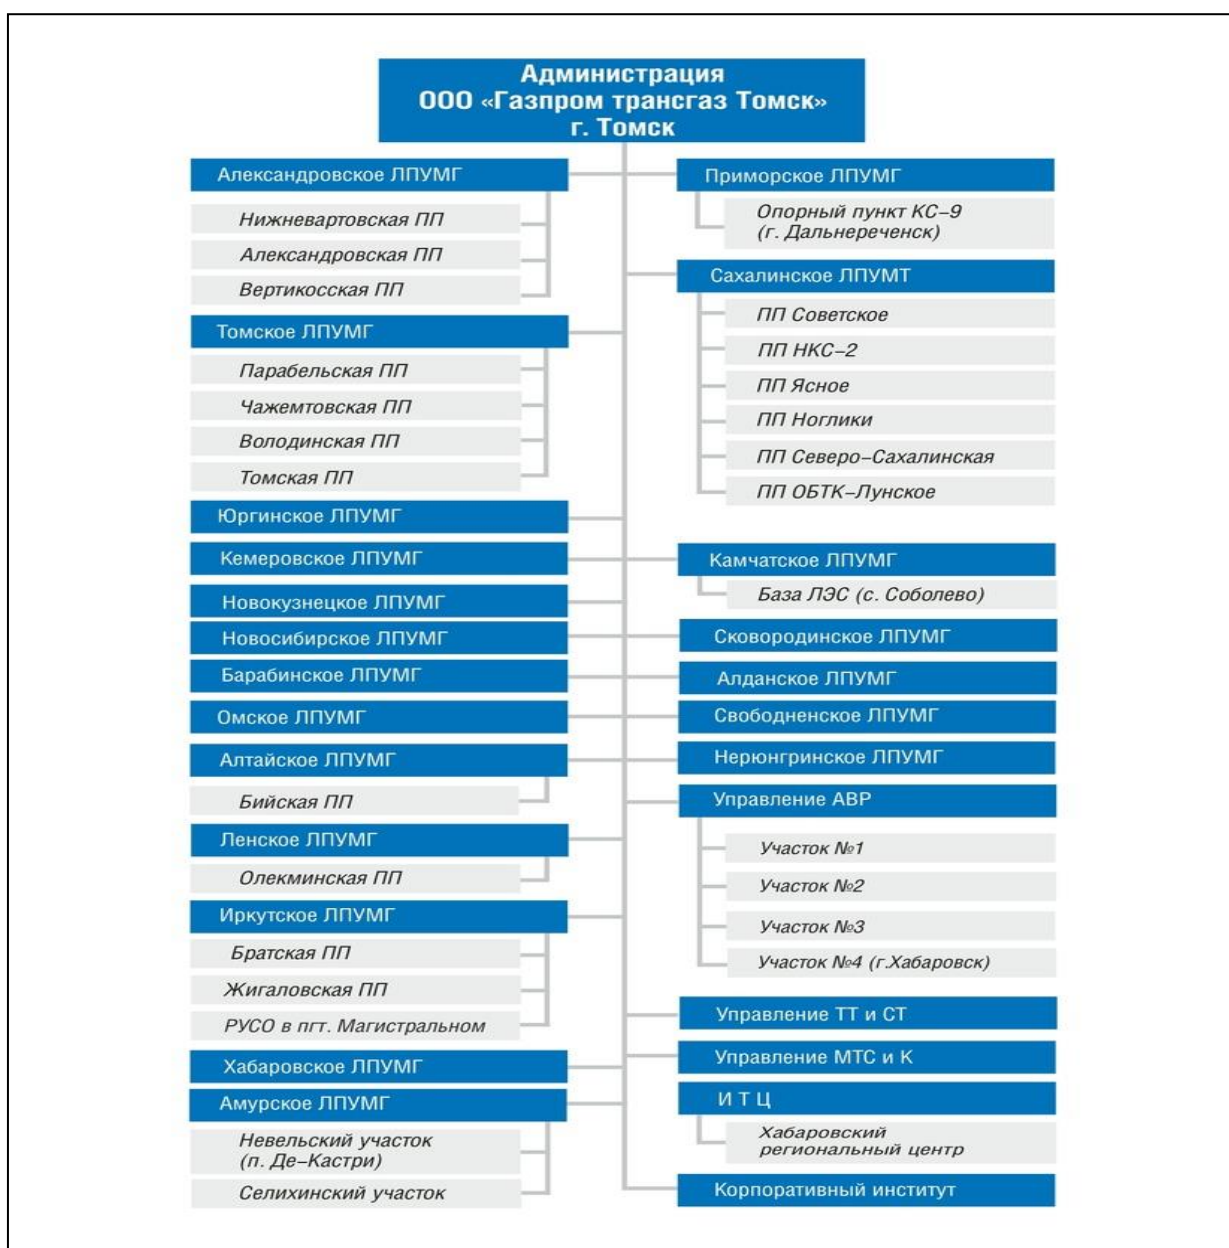 Администрация
ООО «Газпром трансгаз Томск»
г. Томск
Александровское ЛПУМГ
Нижневартовская ПП
Александровская ПП
Вертикосская ПП
Томское ЛПУМГ
Парабельская ПП
Чажемтовская ПП
Володинская ПП
Томская ПП
Юргинское ЛПУМГ
Кемеровское ЛПУМГ
Новокузнецкое ЛПУМГ
Новосибирское ЛПУМГ
Барабинское ЛПУМГ
Омское ЛПУМГ
Алтайское ЛПУМГ
Бийская ПП
Ленское ЛПУМГ
Олекминская ПП
Иркутское ЛПУМГ
Братская ПП
Жигаловская ПП
РУСО в пгт. Магистральном
Хабаровское ЛПУМГ
Амурское ЛПУМГ
Невельский участок
(п. Де–Кастри)
Селихинский участок
Приморское ЛПУМГ
Опорный пункт КС–9
(г. Дальнереченск)
Сахалинское ЛПУМТ
ПП Советское
ПП НКС–2
ПП Ясное
ПП Ноглики
ПП Северо–Сахалинская
ПП ОБТК–Лунское
Камчатское ЛПУМГ
База ЛЭС (с. Соболево)
Сковородинское ЛПУМГ
Алданское ЛПУМГ
Свободненское ЛПУМГ
Нерюнгринское ЛПУМГ
Управление АВР
Участок №1
Участок №2
Участок №3
Участок №4 (г.Хабаровск)
Управление ТТ и СТ
Управление МТС и К
И Т Ц
Хабаровский
региональный центр
Корпоративный институт